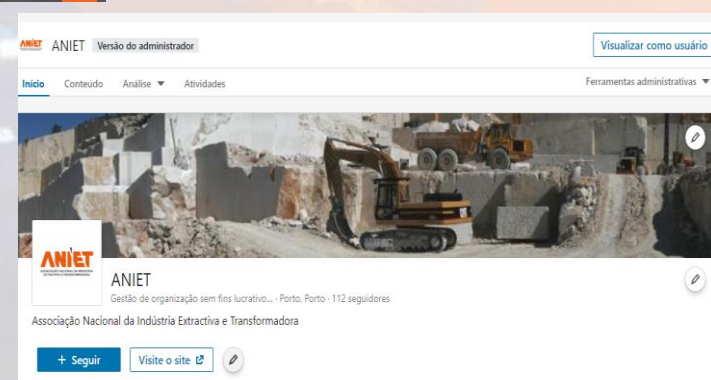 ANIET ANIET Versão do administrador Visualizar como usuário
Início Conteúdo Análise Atividades Ferramentas administrativas
ANIET
ANIET
Gestão de organização sem fins lucrativo... · Porto, Porto · 112 seguidores
Associação Nacional da Indústria Extractiva e Transformadora
+ Seguir Visite o site